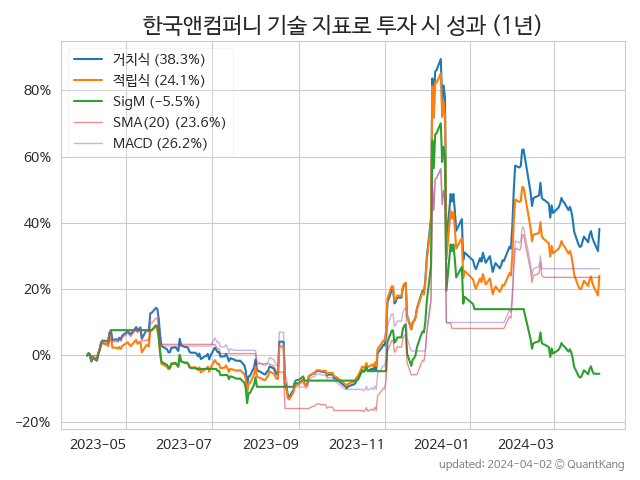 한국앤컴퍼니 기술 지표로 투자 시 성과 (1년)
거치식 (38.3%)
적립식 (24.1%)
SigM (−5.5%)
SMA(20) (23.6%)
MACD (26.2%)
80%
60%
40%
20%
0%
−20%
2023-05 2023-07 2023-09 2023-11 2024-01 2024-03
updated: 2024-04-02 © QuantKang